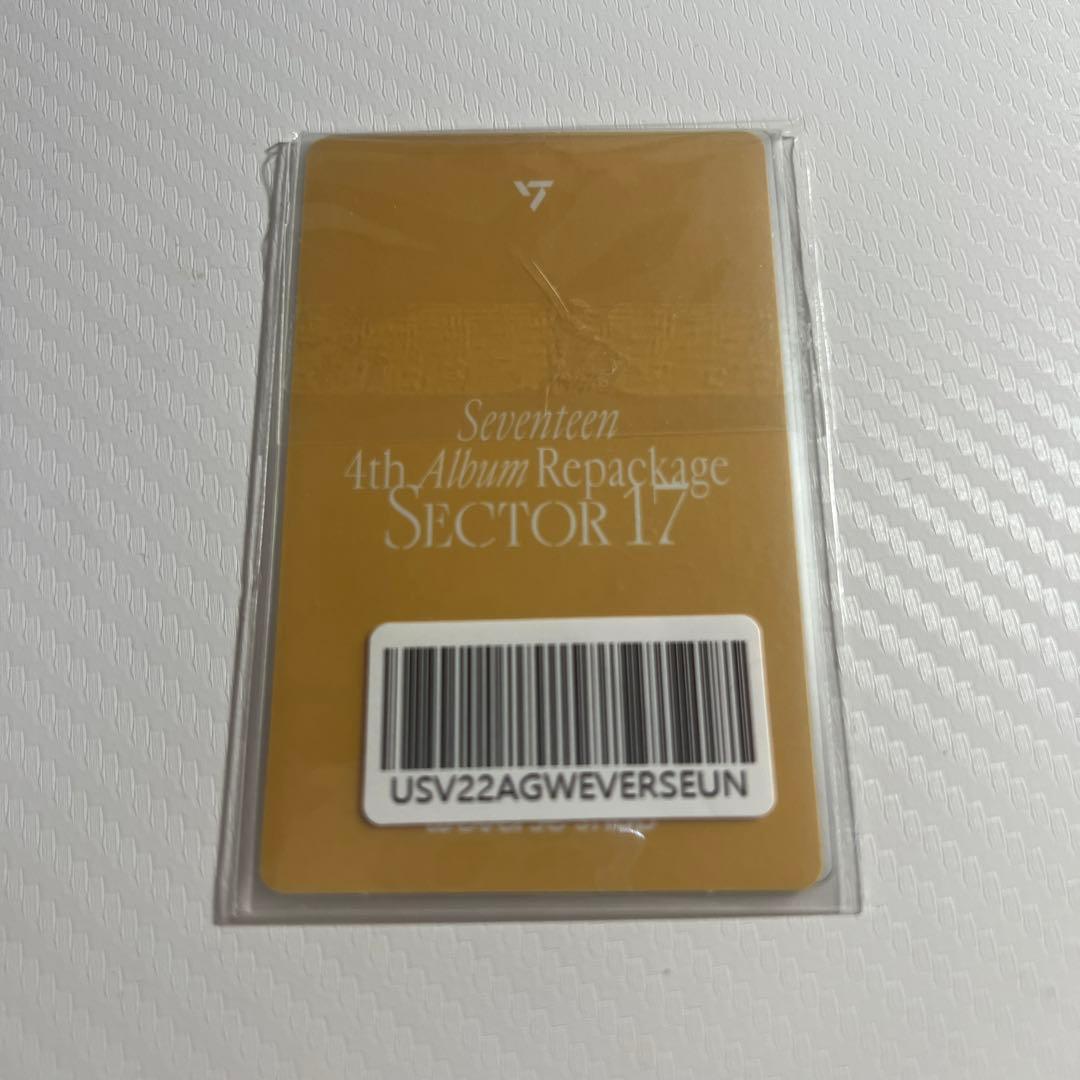 Seventeen
4th Album Repackage
SECTOR 17
USV22AGWEVERSEUN